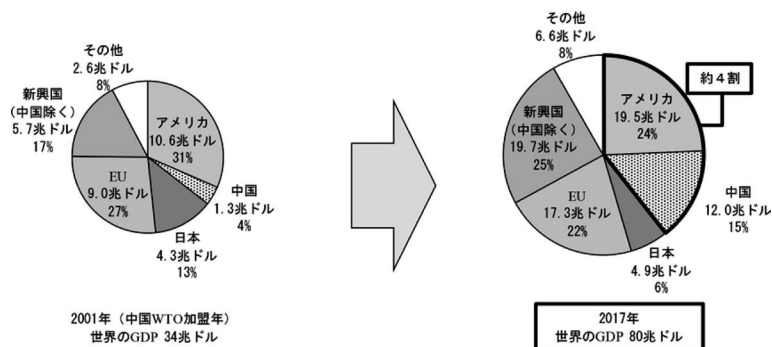 その他
2.6兆ドル
8%
新興国
(中国除く)
5.7兆ドル
17%
アメリカ
10.6兆ドル
31%
EU
9.0兆ドル
27%
中国
1.3兆ドル
4%
日本
4.3兆ドル
13%
2001年（中国WTO加盟年）
世界のGDP 34兆ドル
その他
6.6兆ドル
8%
約４割
アメリカ
19.5兆ドル
24%
新興国
(中国除く)
19.7兆ドル
25%
EU
17.3兆ドル
22%
中国
12.0兆ドル
15%
日本
4.9兆ドル
6%
2017年
世界のGDP 80兆ドル